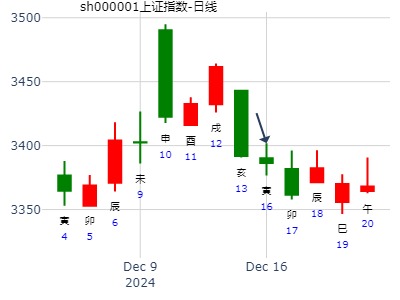 sh000001上证指数-日线
3500
3450
3400
3350
寅
4
卯
5
辰
6
未
9
申
10
酉
11
戌
12
亥
13
寅
16
卯
17
辰
18
巳
19
午
20
Dec 9
2024
Dec 16